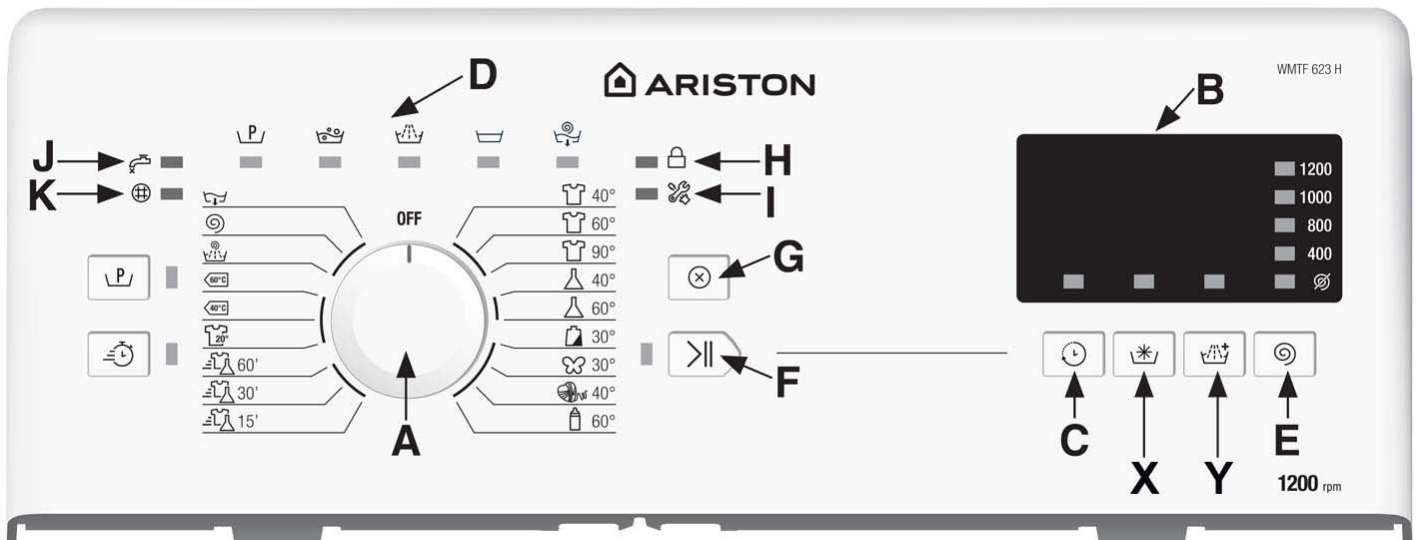 ARISTON
WMTF 623 H
D
B
P
J
H
K
I
OFF
40°
60°
90°
40°
60°
30°
30°
40°
60°
60°C
40°C
20°
60'
30'
15'
P
G
F
A
1200
1000
800
400
C
X
Y
E
1200 rpm